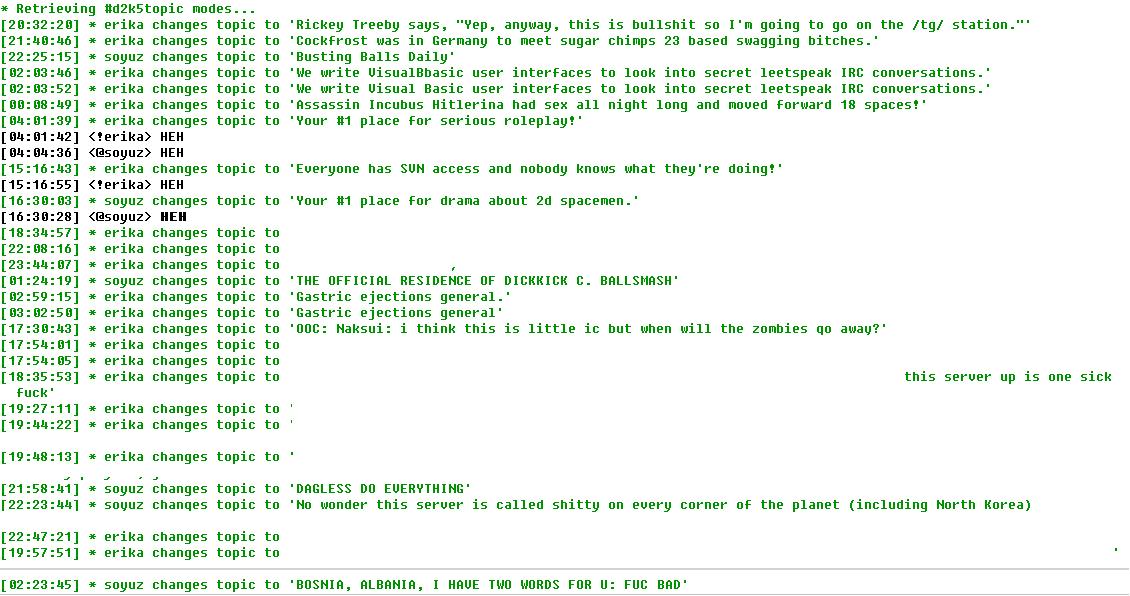 * Retrieving #d2k5topic modes...
[20:32:20] * erika changes topic to 'Rickey Treeby says, "Yep, anyway, this is bullshit so I'm going to go on the /tg/ station."'
[21:40:46] * erika changes topic to 'Cockfrost was in Germany to meet sugar chimps 23 based swagging bitches.'
[22:25:15] * soyuz changes topic to 'Busting Balls Daily'
[02:03:46] * erika changes topic to 'We write VisualBbasic user interfaces to look into secret leetspeak IRC conversations.'
[02:03:52] * erika changes topic to 'We write Visual Basic user interfaces to look into secret leetspeak IRC conversations.'
[00:08:49] * erika changes topic to 'Assassin Incubus Hitlerina had sex all night long and moved forward 18 spaces!'
[04:01:39] * erika changes topic to 'Your #1 place for serious roleplay!'
[04:01:42] <!erika> HEH
[04:04:36] <@soyuz> HEH
[15:16:43] * erika changes topic to 'Everyone has SVN access and nobody knows what they're doing!'
[15:16:55] <!erika> HEH
[16:30:03] * soyuz changes topic to 'Your #1 place for drama about 2d spacemen.'
[16:30:28] <@soyuz> HEH
[18:34:57] * erika changes topic to
[22:08:16] * erika changes topic to
[23:44:07] * erika changes topic to
[01:24:19] * soyuz changes topic to 'THE OFFICIAL RESIDENCE OF DICKKICK C. BALLSMASH'
[02:59:15] * erika changes topic to 'Gastric ejections general.'
[03:02:50] * erika changes topic to 'Gastric ejections general'
[17:30:43] * erika changes topic to 'OOC: Naksui: i think this is little ic but when will the zombies go away?'
[17:54:01] * erika changes topic to
[17:54:05] * erika changes topic to
[18:35:53] * erika changes topic to this server up is one sick
fuck'
[19:27:11] * erika changes topic to '
[19:44:22] * erika changes topic to '
[19:48:13] * erika changes topic to '
[21:58:41] * soyuz changes topic to 'DAGLESS DO EVERYTHING'
[22:23:44] * soyuz changes topic to 'No wonder this server is called shitty on every corner of the planet (including North Korea)
[22:47:21] * erika changes topic to
[19:57:51] * erika changes topic to '
[02:23:45] * soyuz changes topic to 'BOSNIA, ALBANIA, I HAVE TWO WORDS FOR U: FUC BAD'